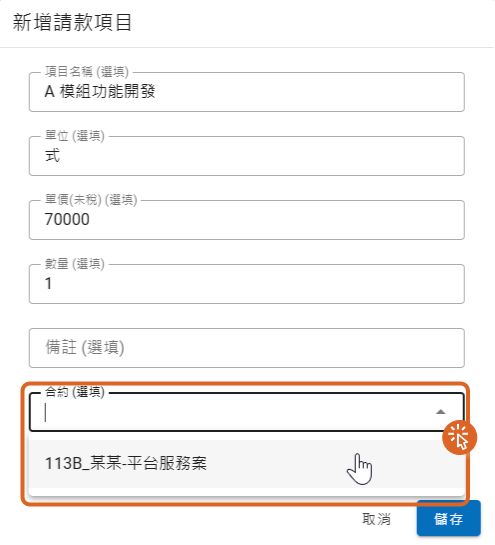 新增請款項目
項目名稱 (選填)
A 模組功能開發
單位 (選填)
式
單價(未稅) (選填)
70000
數量 (選填)
1
備註 (選填)
合約 (選填)
113B_某某-平台服務案
取消
儲存